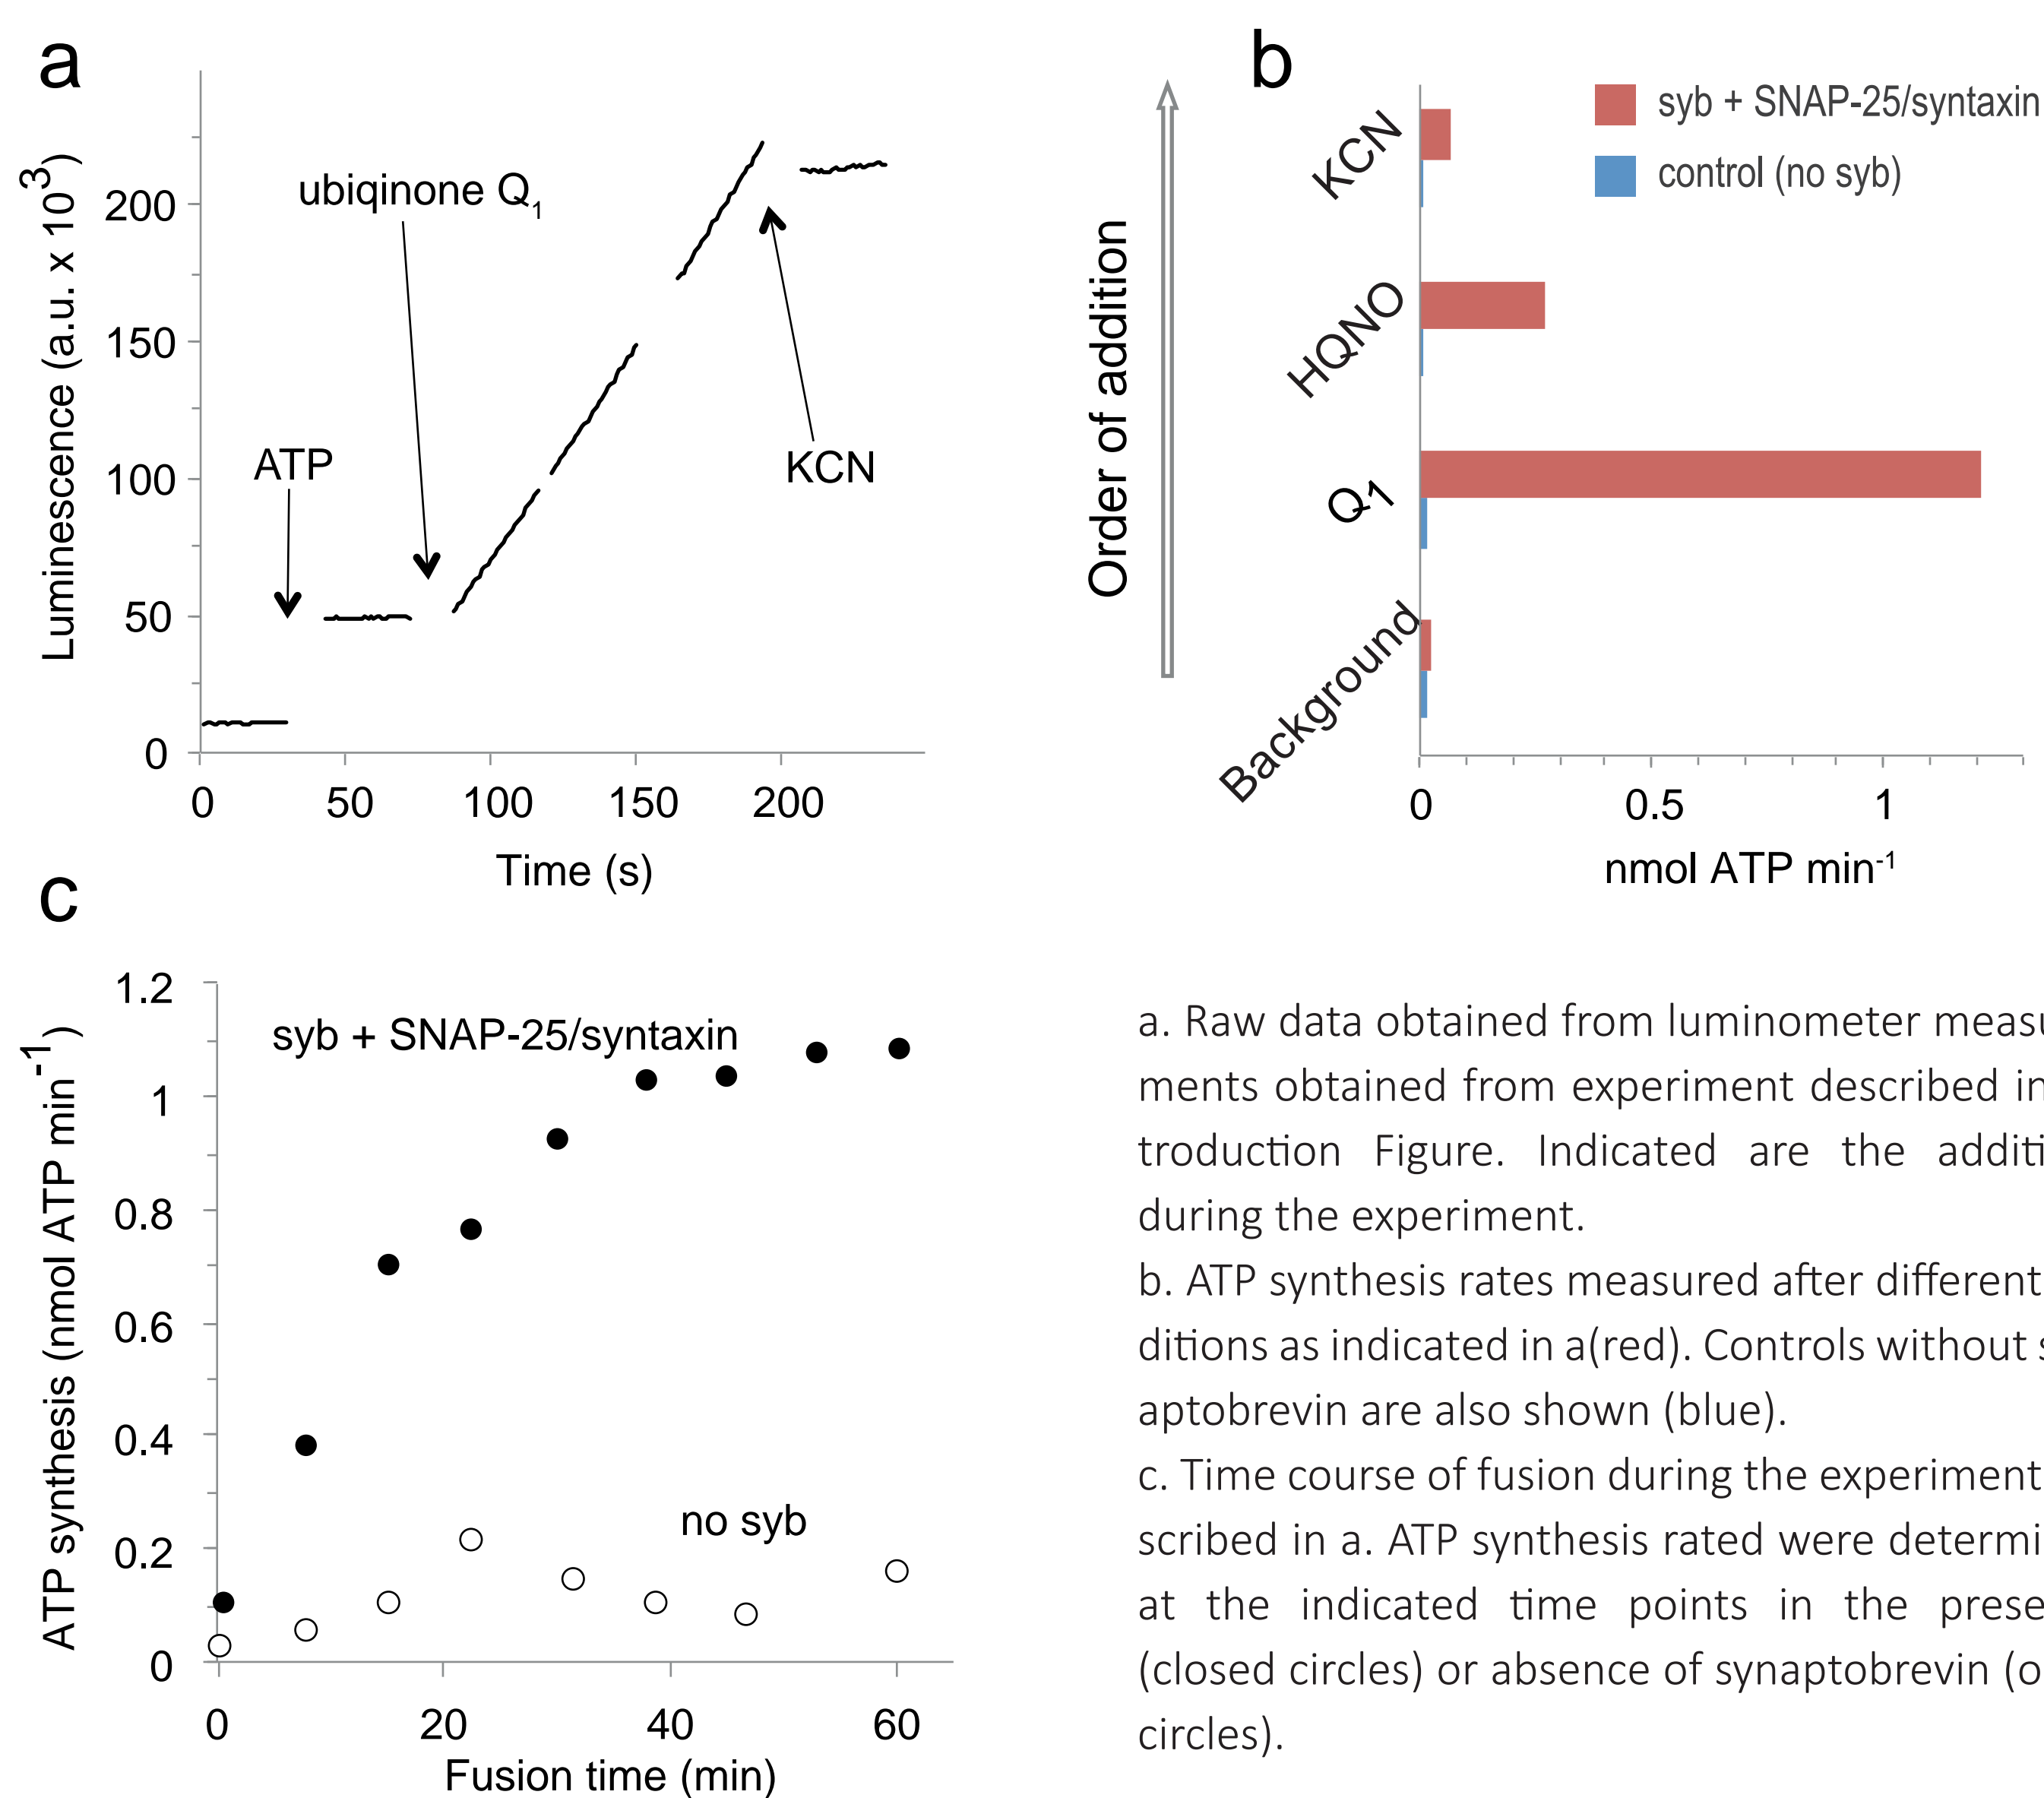 a
Luminescence (a.u. x 10³)
200
150
100
50
0
0 50 100 150 200
Time (s)
ATP
ubiqinone Q₁
KCN
b
Order of addition
syb + SNAP-25/syntaxin
control (no syb)
KCN
HQNO
Q₁
Background
0 0.5 1
nmol ATP min⁻¹
c
ATP synthesis (nmol ATP min⁻¹)
1.2
1
0.8
0.6
0.4
0.2
0
0 20 40 60
Fusion time (min)
syb + SNAP-25/syntaxin
no syb
a. Raw data obtained from luminometer measu
ments obtained from experiment described in
troduction Figure. Indicated are the additi
during the experiment.
b. ATP synthesis rates measured after different
ditions as indicated in a(red). Controls without s
aptobrevin are also shown (blue).
c. Time course of fusion during the experiment
scribed in a. ATP synthesis rated were determi
at the indicated time points in the prese
(closed circles) or absence of synaptobrevin (o
circles).